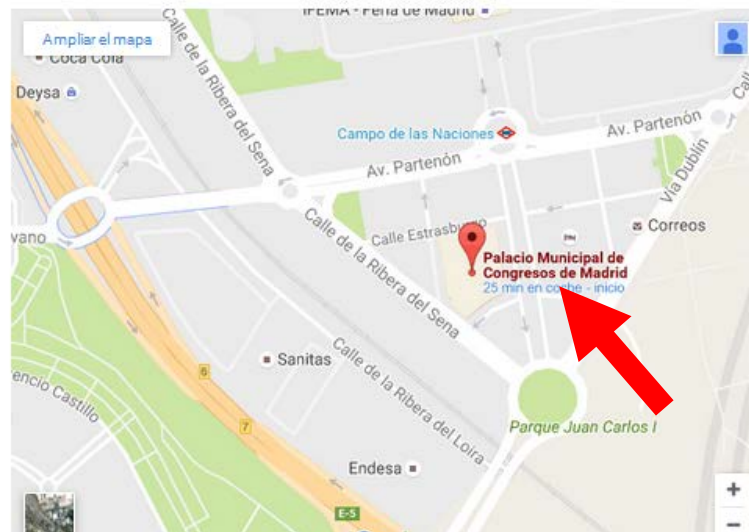 IFEMA - Feria de Madrid
Ampliar el mapa
Coca Cola
Calle de la Ribera del Sena
Deysa
Campo de las Naciones
Av. Partenón
Av. Partenón
Vía Dublín
Calle Estrasburgo
Correos
Calle de la Ribera del Sena
Palacio Municipal de
Congresos de Madrid
25 min en coche - inicio
vano
Sanitas
Calle de la Ribera del Loira
6
encio Castillo
7
Parque Juan Carlos I
Endesa
E-5
+
−